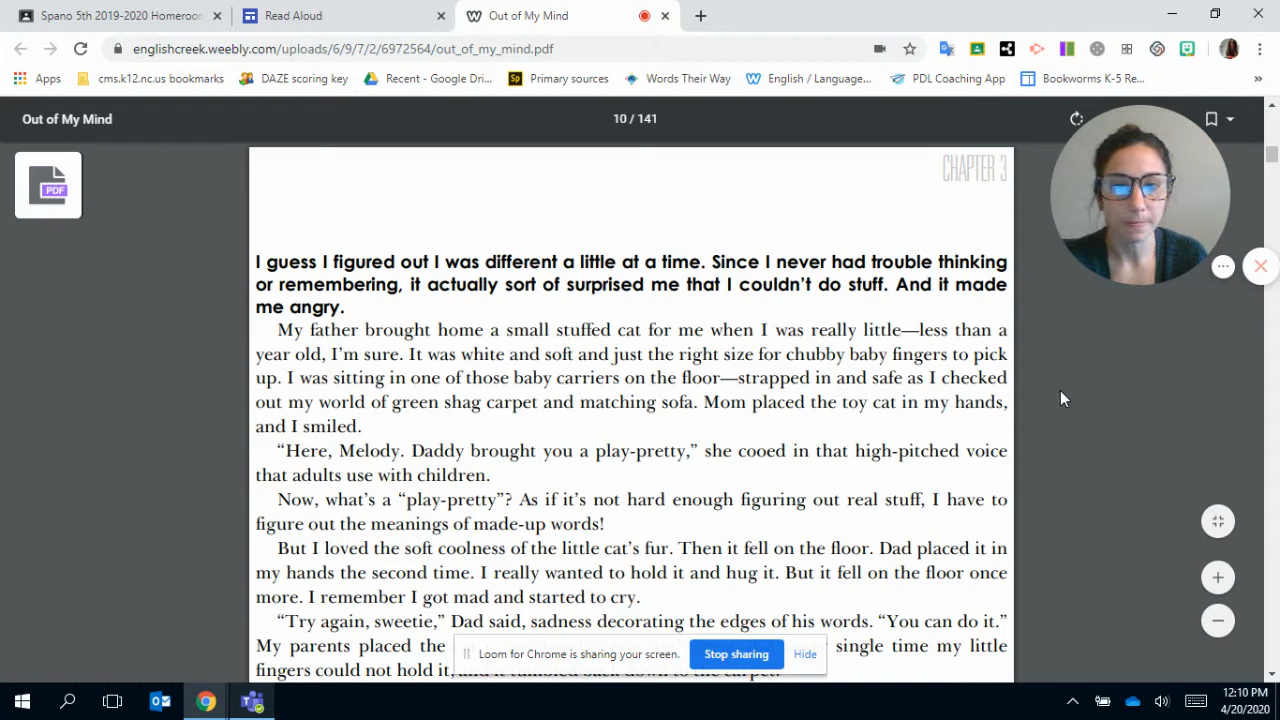 Spano 5th 2019-2020 Homeroom
Read Aloud
Out of My Mind
englishcreek.weebly.com/uploads/6/9/7/2/6972564/out_of_my_mind.pdf
Apps
cms.k12.nc.us bookmarks
DAZE scoring key
Recent - Google Dri...
Sp
Primary sources
Words Their Way
English / Language...
PDL Coaching App
Bookworms K-5 Re...
»
Out of My Mind
10 / 141
PDF
CHAPTER 3
I guess I figured out I was different a little at a time. Since I never had trouble thinking
or remembering, it actually sort of surprised me that I couldn't do stuff. And it made
me angry.
My father brought home a small stuffed cat for me when I was really little—less than a
year old, I'm sure. It was white and soft and just the right size for chubby baby fingers to pick
up. I was sitting in one of those baby carriers on the floor—strapped in and safe as I checked
out my world of green shag carpet and matching sofa. Mom placed the toy cat in my hands,
and I smiled.
“Here, Melody. Daddy brought you a play-pretty,” she cooed in that high-pitched voice
that adults use with children.
Now, what's a “play-pretty”? As if it's not hard enough figuring out real stuff, I have to
figure out the meanings of made-up words!
But I loved the soft coolness of the little cat's fur. Then it fell on the floor. Dad placed it in
my hands the second time. I really wanted to hold it and hug it. But it fell on the floor once
more. I remember I got mad and started to cry.
“Try again, sweetie,” Dad said, sadness decorating the edges of his words. “You can do it.”
My parents placed the single time my little
fingers could not hold it, and it tumbled back down to the carpet.
Loom for Chrome is sharing your screen.
Stop sharing
Hide
12:10 PM
4/20/2020